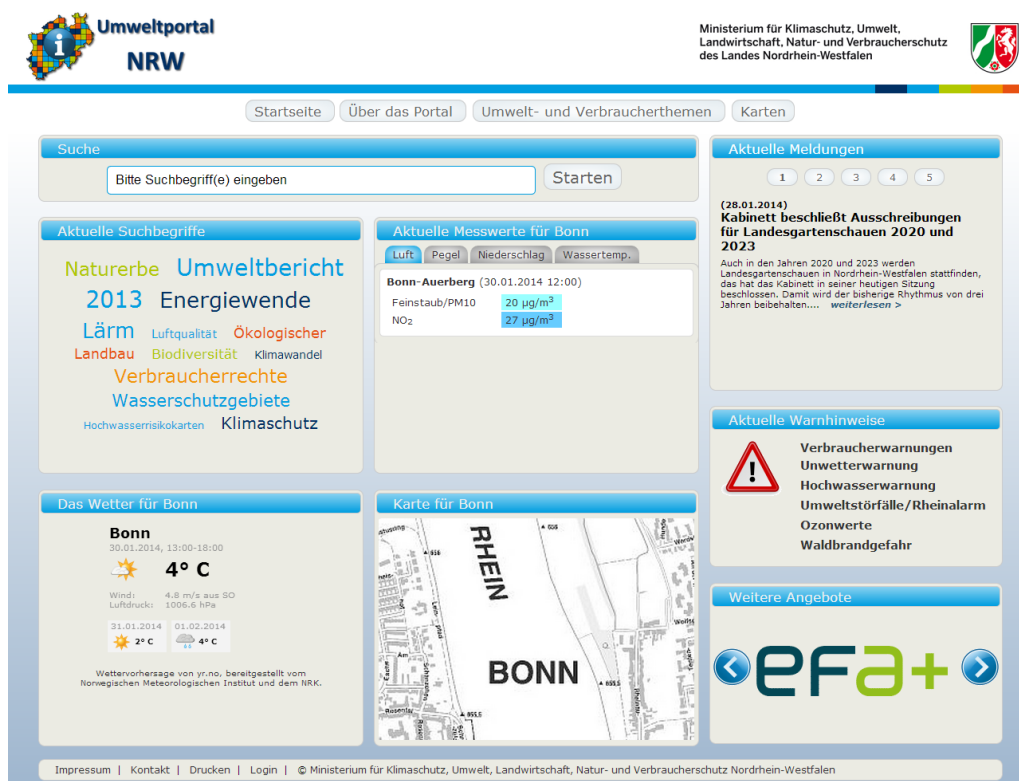 Umweltportal
NRW
Ministerium für Klimaschutz, Umwelt,
Landwirtschaft, Natur- und Verbraucherschutz
des Landes Nordrhein-Westfalen
Startseite
Über das Portal
Umwelt- und Verbraucherthemen
Karten
Suche
Bitte Suchbegriff(e) eingeben
Starten
Aktuelle Suchbegriffe
Naturerbe Umweltbericht
2013 Energiewende
Lärm Luftqualität Ökologischer
Landbau Biodiversität Klimawandel
Verbraucherrechte
Wasserschutzgebiete
Hochwasserrisikokarten Klimaschutz
Aktuelle Messwerte für Bonn
Luft Pegel Niederschlag Wassertemp.
Bonn-Auerberg (30.01.2014 12:00)
Feinstaub/PM10 20 µg/m³
NO₂ 27 µg/m³
Aktuelle Meldungen
1 2 3 4 5
(28.01.2014)
Kabinett beschließt Ausschreibungen
für Landesgartenschauen 2020 und
2023
Auch in den Jahren 2020 und 2023 werden
Landesgartenschauen in Nordrhein-Westfalen stattfinden,
das hat das Kabinett in seiner heutigen Sitzung
beschlossen. Damit wird der bisherige Rhythmus von drei
Jahren beibehalten.... weiterlesen >
Aktuelle Warnhinweise
Verbraucherwarnungen
Unwetterwarnung
Hochwasserwarnung
Umweltstörfälle/Rheinalarm
Ozonwerte
Waldbrandgefahr
Das Wetter für Bonn
Bonn
30.01.2014, 13:00-18:00
4° C
Wind: 4.8 m/s aus SO
Luftdruck: 1006.6 hPa
31.01.2014 01.02.2014
2° C 4° C
Wettervorhersage von yr.no, bereitgestellt vom
Norwegischen Meteorologischen Institut und dem NRK.
Karte für Bonn
RHEIN
BONN
Weitere Angebote
efa+
Impressum | Kontakt | Drucken | Login | © Ministerium für Klimaschutz, Umwelt, Landwirtschaft, Natur- und Verbraucherschutz Nordrhein-Westfalen